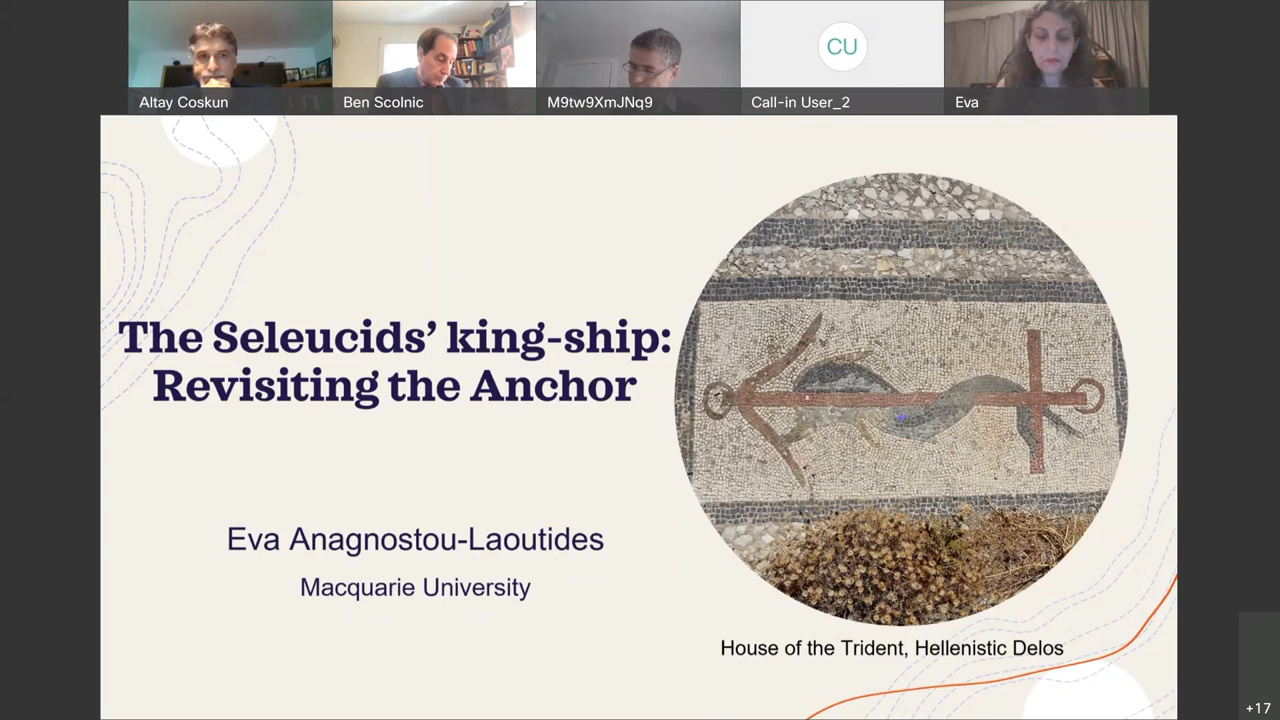 Altay Coskun
Ben Scolnic
M9tw9XmJNq9
CU
Call-in User_2
Eva
The Seleucids’ king-ship:
Revisiting the Anchor
Eva Anagnostou-Laoutides
Macquarie University
House of the Trident, Hellenistic Delos
+17